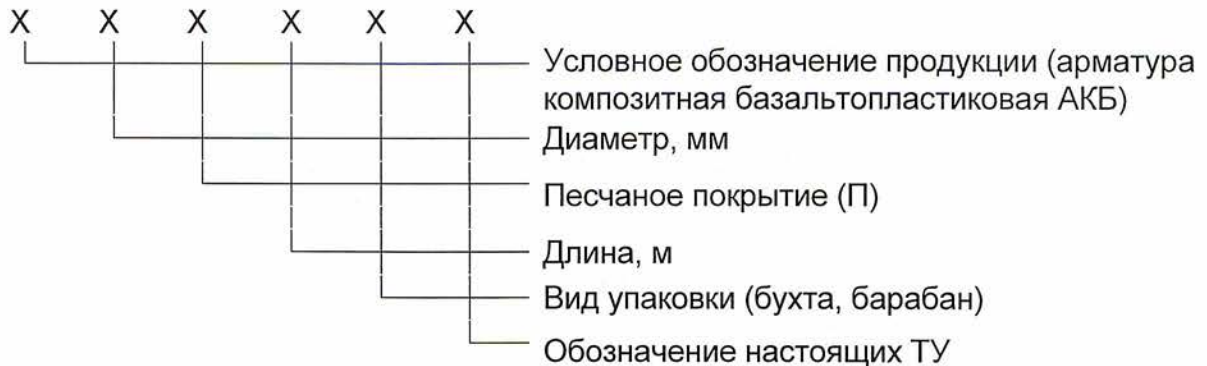 X X X X X X
Условное обозначение продукции (арматура
композитная базальтопластиковая АКБ)
Диаметр, мм
Песчаное покрытие (П)
Длина, м
Вид упаковки (бухта, барабан)
Обозначение настоящих ТУ